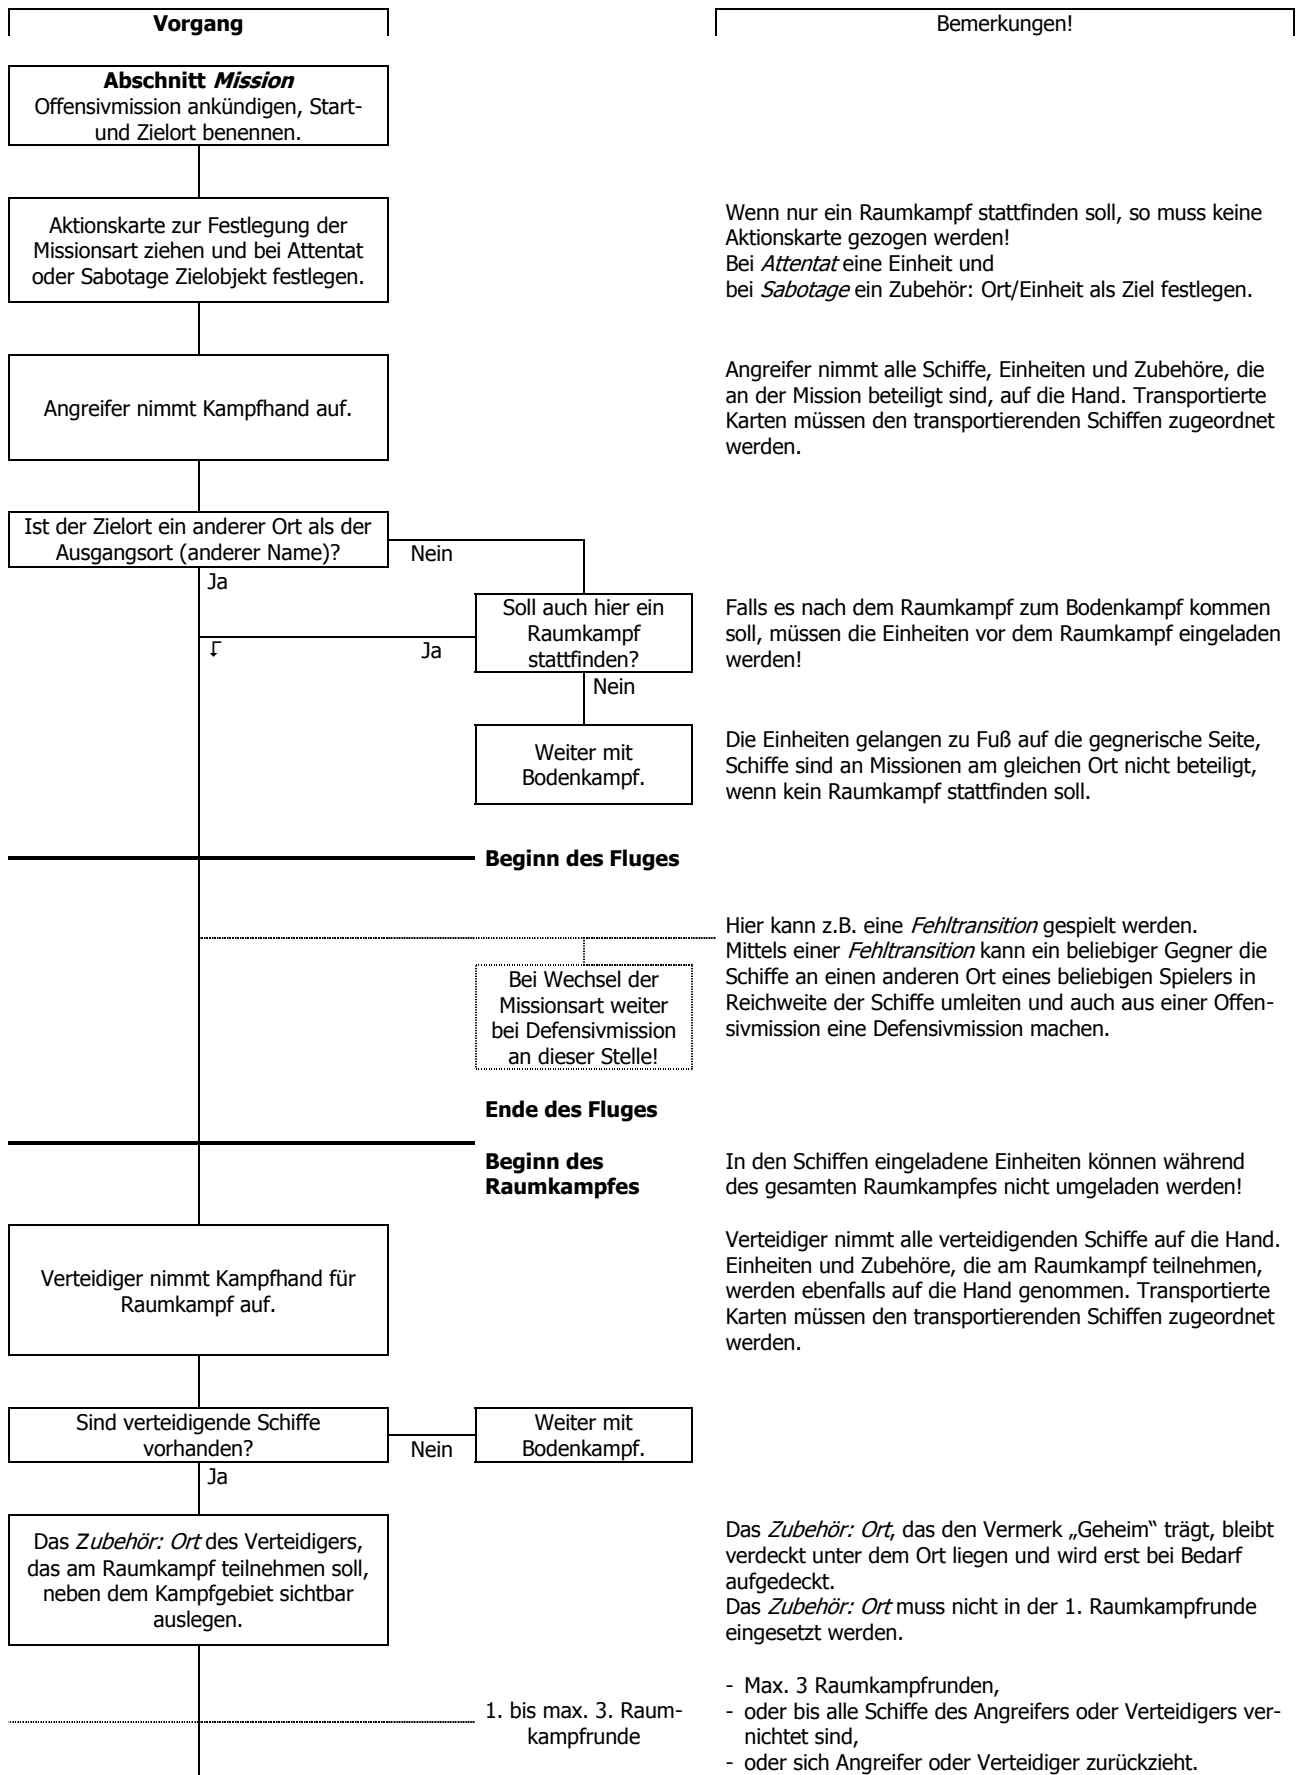 Vorgang
Bemerkungen!
Abschnitt Mission
Offensivmission ankündigen, Start-
und Zielort benennen.
Aktionskarte zur Festlegung der
Missionsart ziehen und bei Attentat
oder Sabotage Zielobjekt festlegen.
Wenn nur ein Raumkampf stattfinden soll, so muss keine
Aktionskarte gezogen werden!
Bei Attentat eine Einheit und
bei Sabotage ein Zubehör: Ort/Einheit als Ziel festlegen.
Angreifer nimmt Kampfhand auf.
Angreifer nimmt alle Schiffe, Einheiten und Zubehöre, die
an der Mission beteiligt sind, auf die Hand. Transportierte
Karten müssen den transportierenden Schiffen zugeordnet
werden.
Ist der Zielort ein anderer Ort als der
Ausgangsort (anderer Name)?
Nein
Ja
Soll auch hier ein
Raumkampf
stattfinden?
Ja
Nein
Falls es nach dem Raumkampf zum Bodenkampf kommen
soll, müssen die Einheiten vor dem Raumkampf eingeladen
werden!
Weiter mit
Bodenkampf.
Die Einheiten gelangen zu Fuß auf die gegnerische Seite,
Schiffe sind an Missionen am gleichen Ort nicht beteiligt,
wenn kein Raumkampf stattfinden soll.
Beginn des Fluges
Hier kann z.B. eine Fehltransition gespielt werden.
Mittels einer Fehltransition kann ein beliebiger Gegner die
Schiffe an einen anderen Ort eines beliebigen Spielers in
Reichweite der Schiffe umleiten und auch aus einer Offen-
sivmission eine Defensivmission machen.
Bei Wechsel der
Missionsart weiter
bei Defensivmission
an dieser Stelle!
Ende des Fluges
Beginn des
Raumkampfes
In den Schiffen eingeladene Einheiten können während
des gesamten Raumkampfes nicht umgeladen werden!
Verteidiger nimmt Kampfhand für
Raumkampf auf.
Verteidiger nimmt alle verteidigenden Schiffe auf die Hand.
Einheiten und Zubehöre, die am Raumkampf teilnehmen,
werden ebenfalls auf die Hand genommen. Transportierte
Karten müssen den transportierenden Schiffen zugeordnet
werden.
Sind verteidigende Schiffe
vorhanden?
Nein
Weiter mit
Bodenkampf.
Ja
Das Zubehör: Ort des Verteidigers,
das am Raumkampf teilnehmen soll,
neben dem Kampfgebiet sichtbar
auslegen.
Das Zubehör: Ort, das den Vermerk „Geheim“ trägt, bleibt
verdeckt unter dem Ort liegen und wird erst bei Bedarf
aufgedeckt.
Das Zubehör: Ort muss nicht in der 1. Raumkampfrunde
eingesetzt werden.
1. bis max. 3. Raum-
kampfrunde
- Max. 3 Raumkampfrunden,
- oder bis alle Schiffe des Angreifers oder Verteidigers ver-
nichtet sind,
- oder sich Angreifer oder Verteidiger zurückzieht.